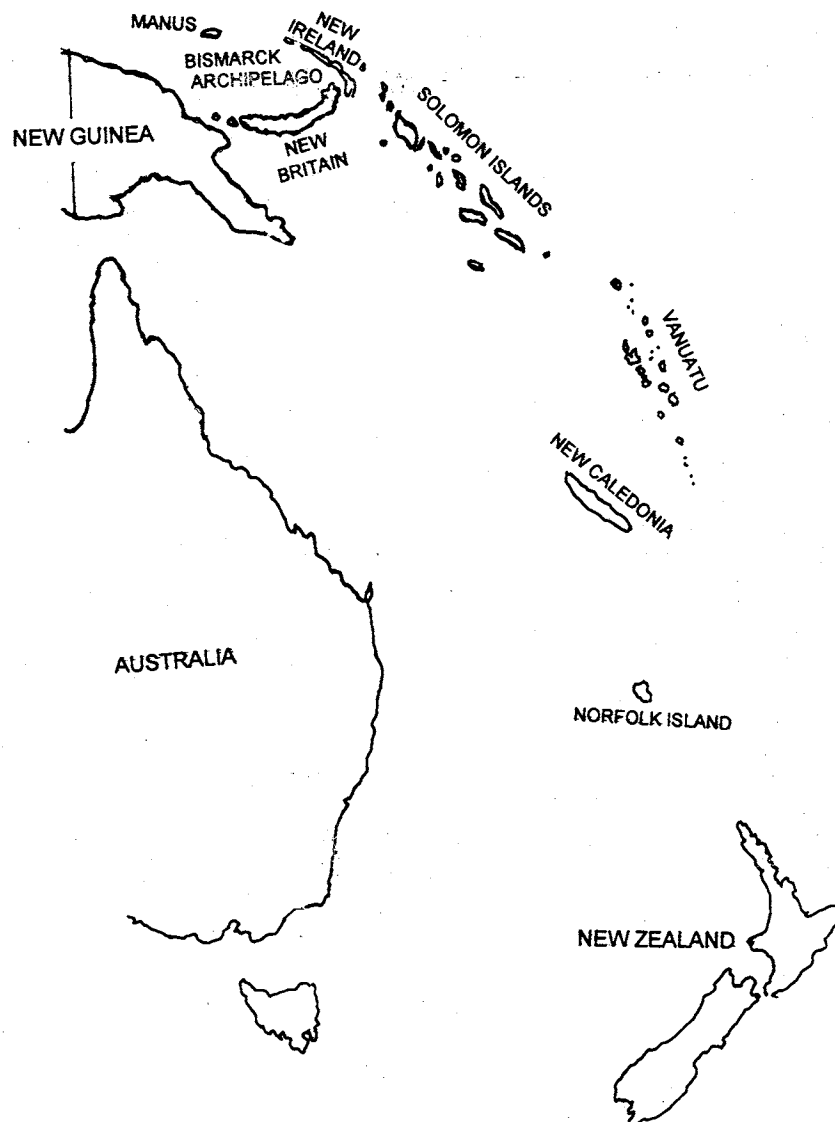 MANUS
NEW
IRELAND
BISMARCK
ARCHIPELAGO
NEW GUINEA
NEW
BRITAIN
SOLOMON ISLANDS
VANUATU
NEW CALEDONIA
AUSTRALIA
NORFOLK ISLAND
NEW ZEALAND